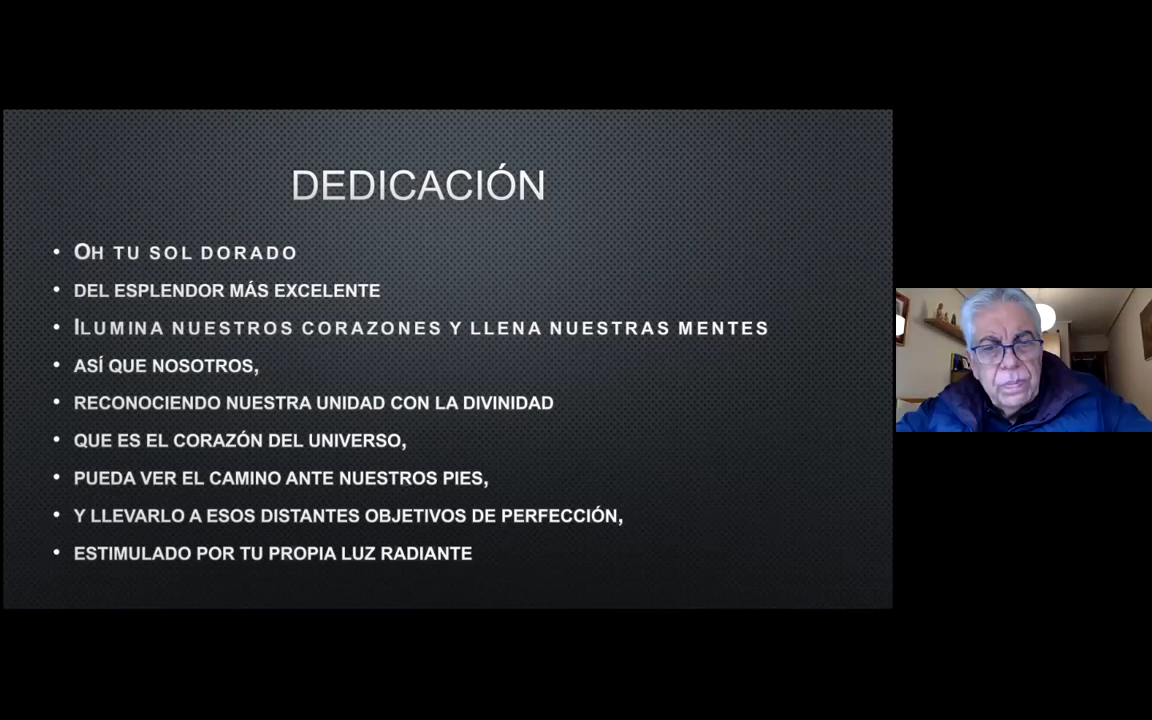 DEDICACIÓN
• OH TU SOL DORADO
• DEL ESPLENDOR MÁS EXCELENTE
• ILUMINA NUESTROS CORAZONES Y LLENA NUESTRAS MENTES
• ASÍ QUE NOSOTROS,
• RECONOCIENDO NUESTRA UNIDAD CON LA DIVINIDAD
• QUE ES EL CORAZÓN DEL UNIVERSO,
• PUEDA VER EL CAMINO ANTE NUESTROS PIES,
• Y LLEVARLO A ESOS DISTANTES OBJETIVOS DE PERFECCIÓN,
• ESTIMULADO POR TU PROPIA LUZ RADIANTE